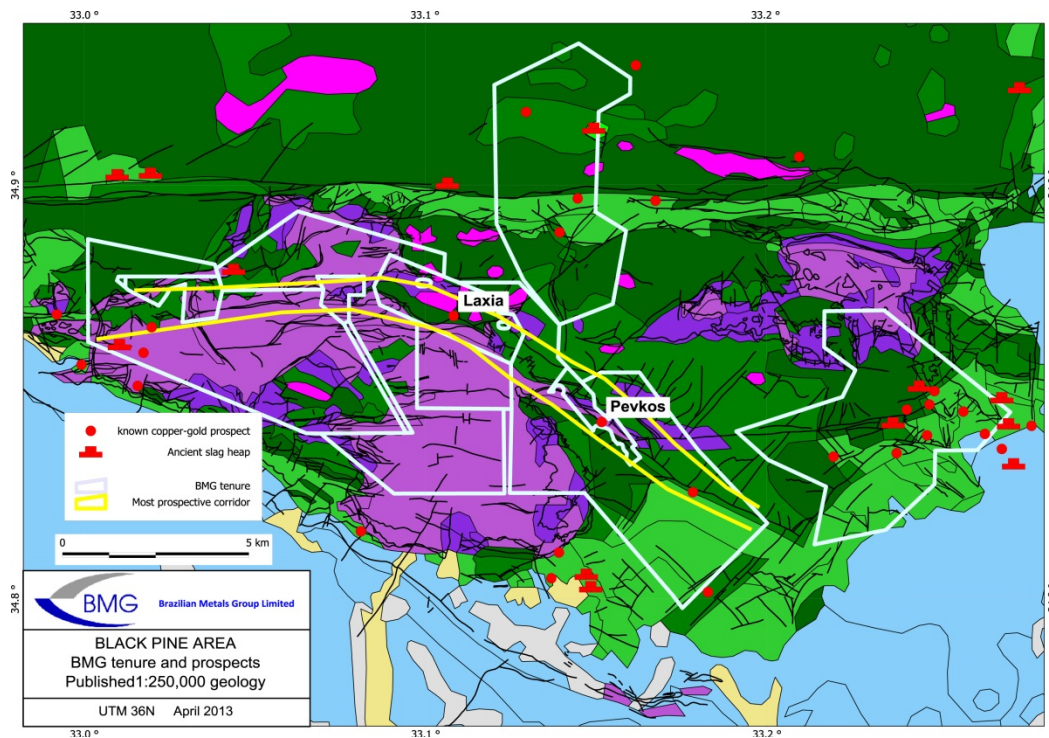 33.0 °
33.1 °
33.2 °
34.9 °
Laxia
Pevkos
known copper-gold prospect
Ancient slag heap
BMG tenure
Most prospective corridor
0 5 km
34.8 °
BMG Brazilian Metals Group Limited
BLACK PINE AREA
BMG tenure and prospects
Published1:250,000 geology
UTM 36N April 2013
33.0 °
33.1 °
33.2 °